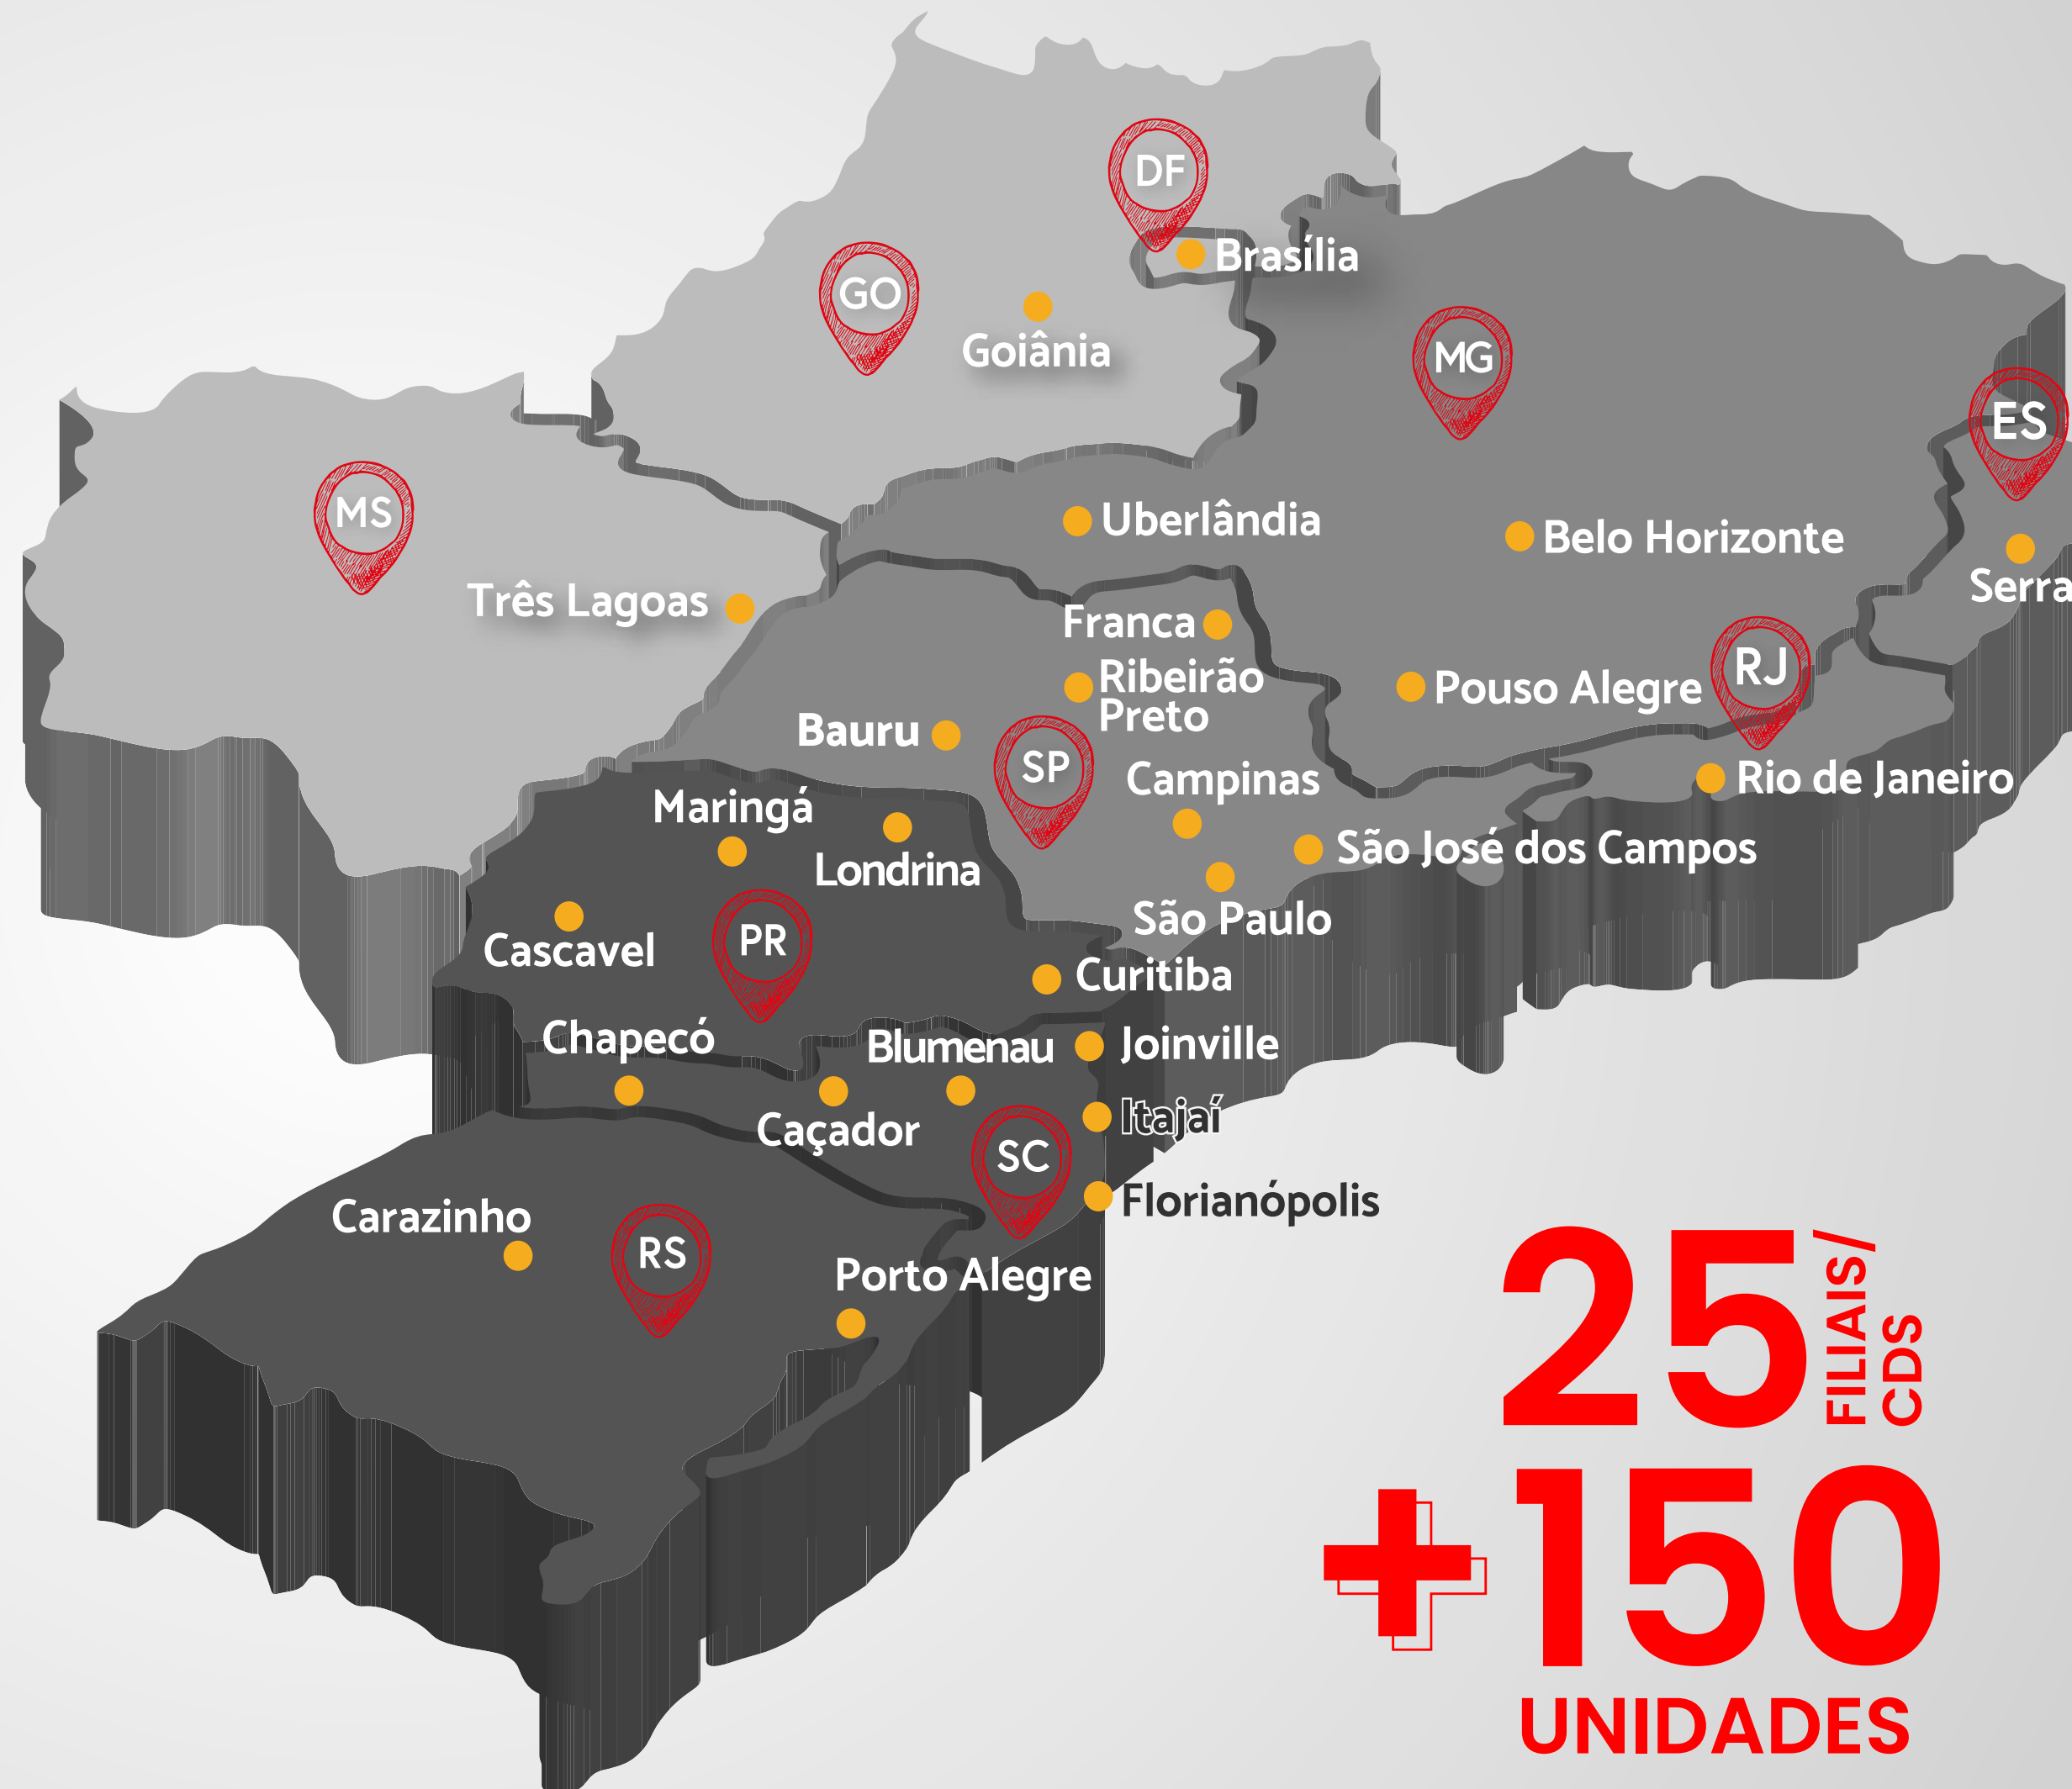 DF
Brasília
GO
Goiânia
MG
ES
MS
Uberlândia
Belo Horizonte
Serra
Três Lagoas
Franca
Ribeirão
Preto
Pouso Alegre
RJ
Bauru
SP
Campinas
Rio de Janeiro
Maringá
Londrina
São José dos Campos
São Paulo
Cascavel
PR
Curitiba
Chapecó
Blumenau
Joinville
Caçador
Itajaí
SC
Florianópolis
Carazinho
RS
Porto Alegre
25 FILIAIS/
CDS
+150
UNIDADES